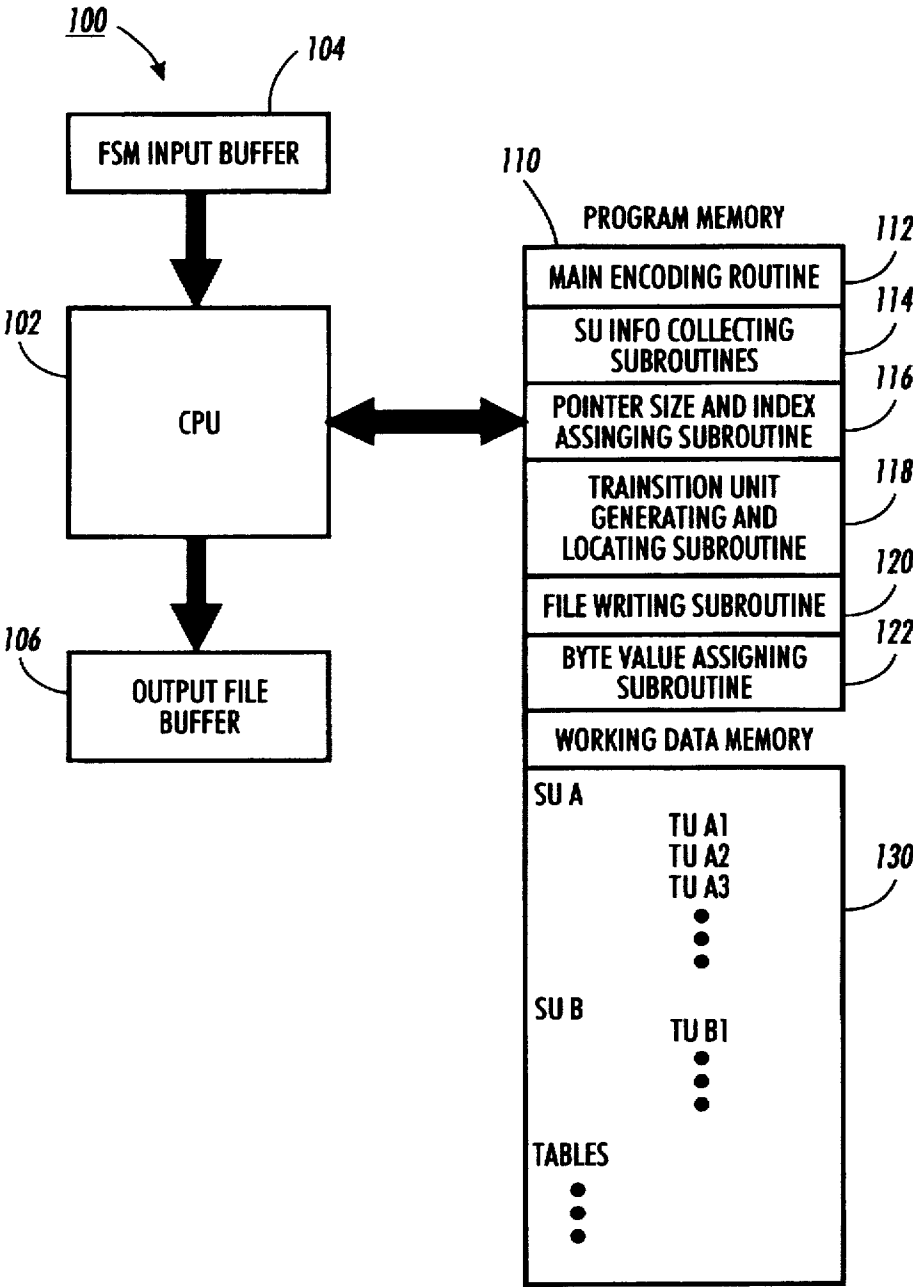 100
104
FSM INPUT BUFFER
110
PROGRAM MEMORY
112
MAIN ENCODING ROUTINE
114
SU INFO COLLECTING
SUBROUTINES
102
CPU
116
POINTER SIZE AND INDEX
ASSINGING SUBROUTINE
118
TRAINSITION UNIT
GENERATING AND
LOCATING SUBROUTINE
120
FILE WRITING SUBROUTINE
106
OUTPUT FILE
BUFFER
122
BYTE VALUE ASSIGNING
SUBROUTINE
WORKING DATA MEMORY
SU A
TU A1
TU A2
TU A3
130
SU B
TU B1
TABLES